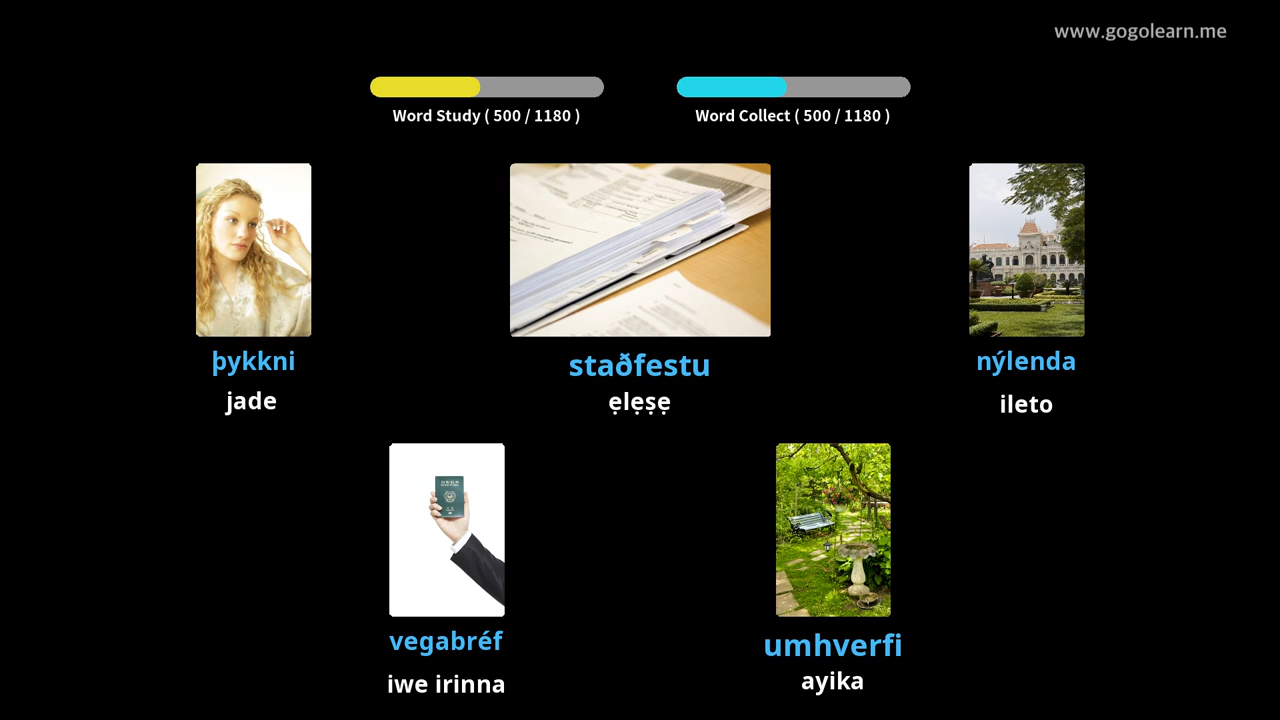 www.gogolearn.me
Word Study ( 500 / 1180 )
Word Collect ( 500 / 1180 )
þykkni
jade
staðfestu
ẹlẹṣẹ
nýlenda
ileto
vegabréf
iwe irinna
umhverfi
ayika